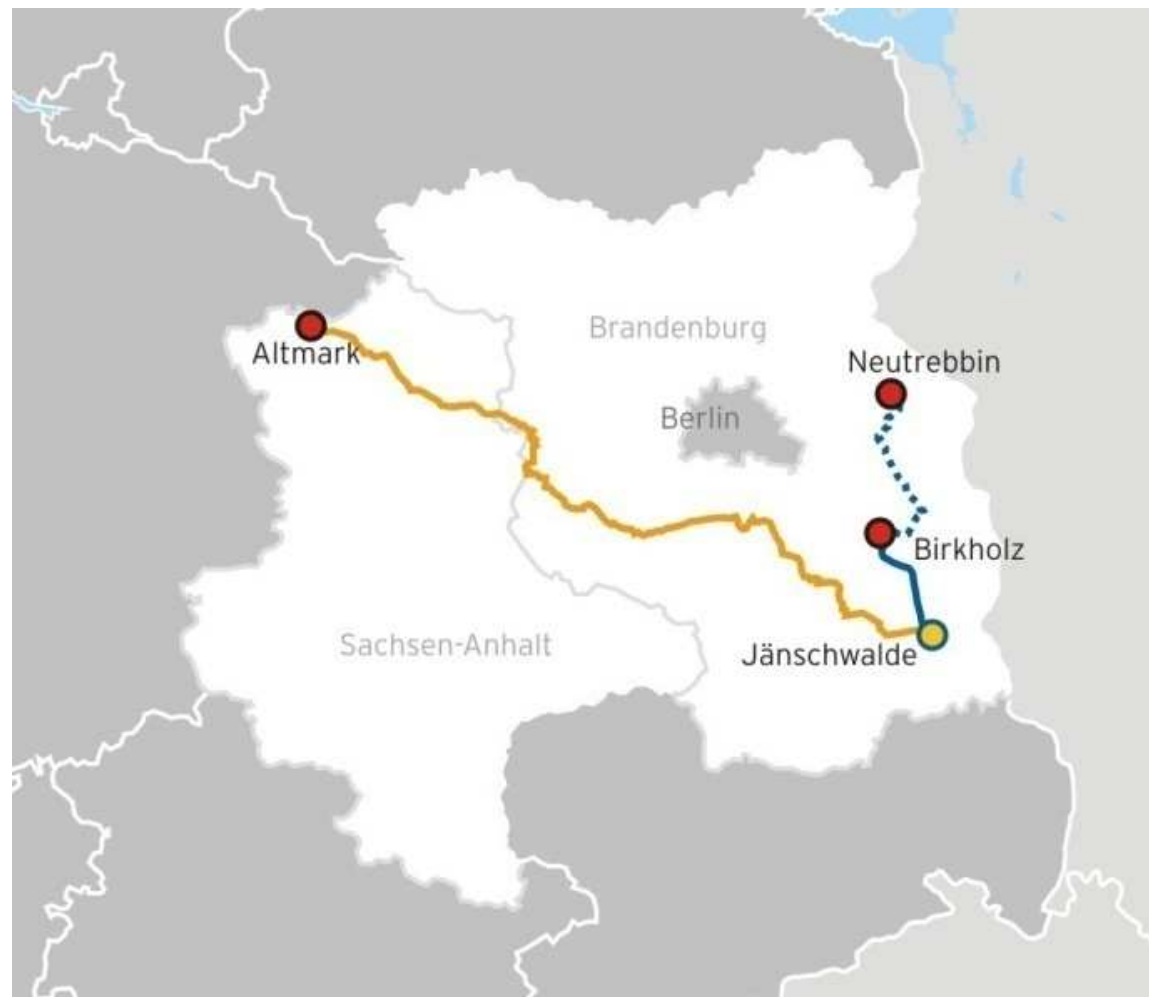 Brandenburg
Altmark
Neutrebbin
Berlin
Birkholz
Sachsen-Anhalt
Jänschwalde